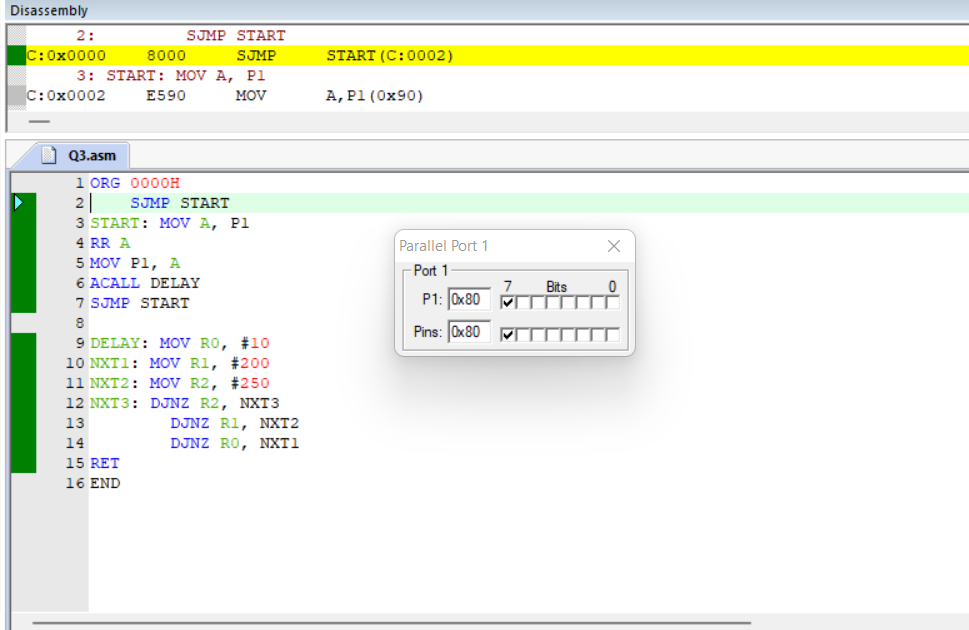 Disassembly
2: SJMP START
C:0x0000 8000 SJMP START(C:0002)
3: START: MOV A, P1
C:0x0002 E590 MOV A,P1(0x90)
Q3.asm
1 ORG 0000H
2 SJMP START
3 START: MOV A, P1
4 RR A
5 MOV P1, A
6 ACALL DELAY
7 SJMP START
8
9 DELAY: MOV R0, #10
10 NXT1: MOV R1, #200
11 NXT2: MOV R2, #250
12 NXT3: DJNZ R2, NXT3
13 DJNZ R1, NXT2
14 DJNZ R0, NXT1
15 RET
16 END
Parallel Port 1
Port 1
7 Bits 0
P1: 0x80
Pins: 0x80